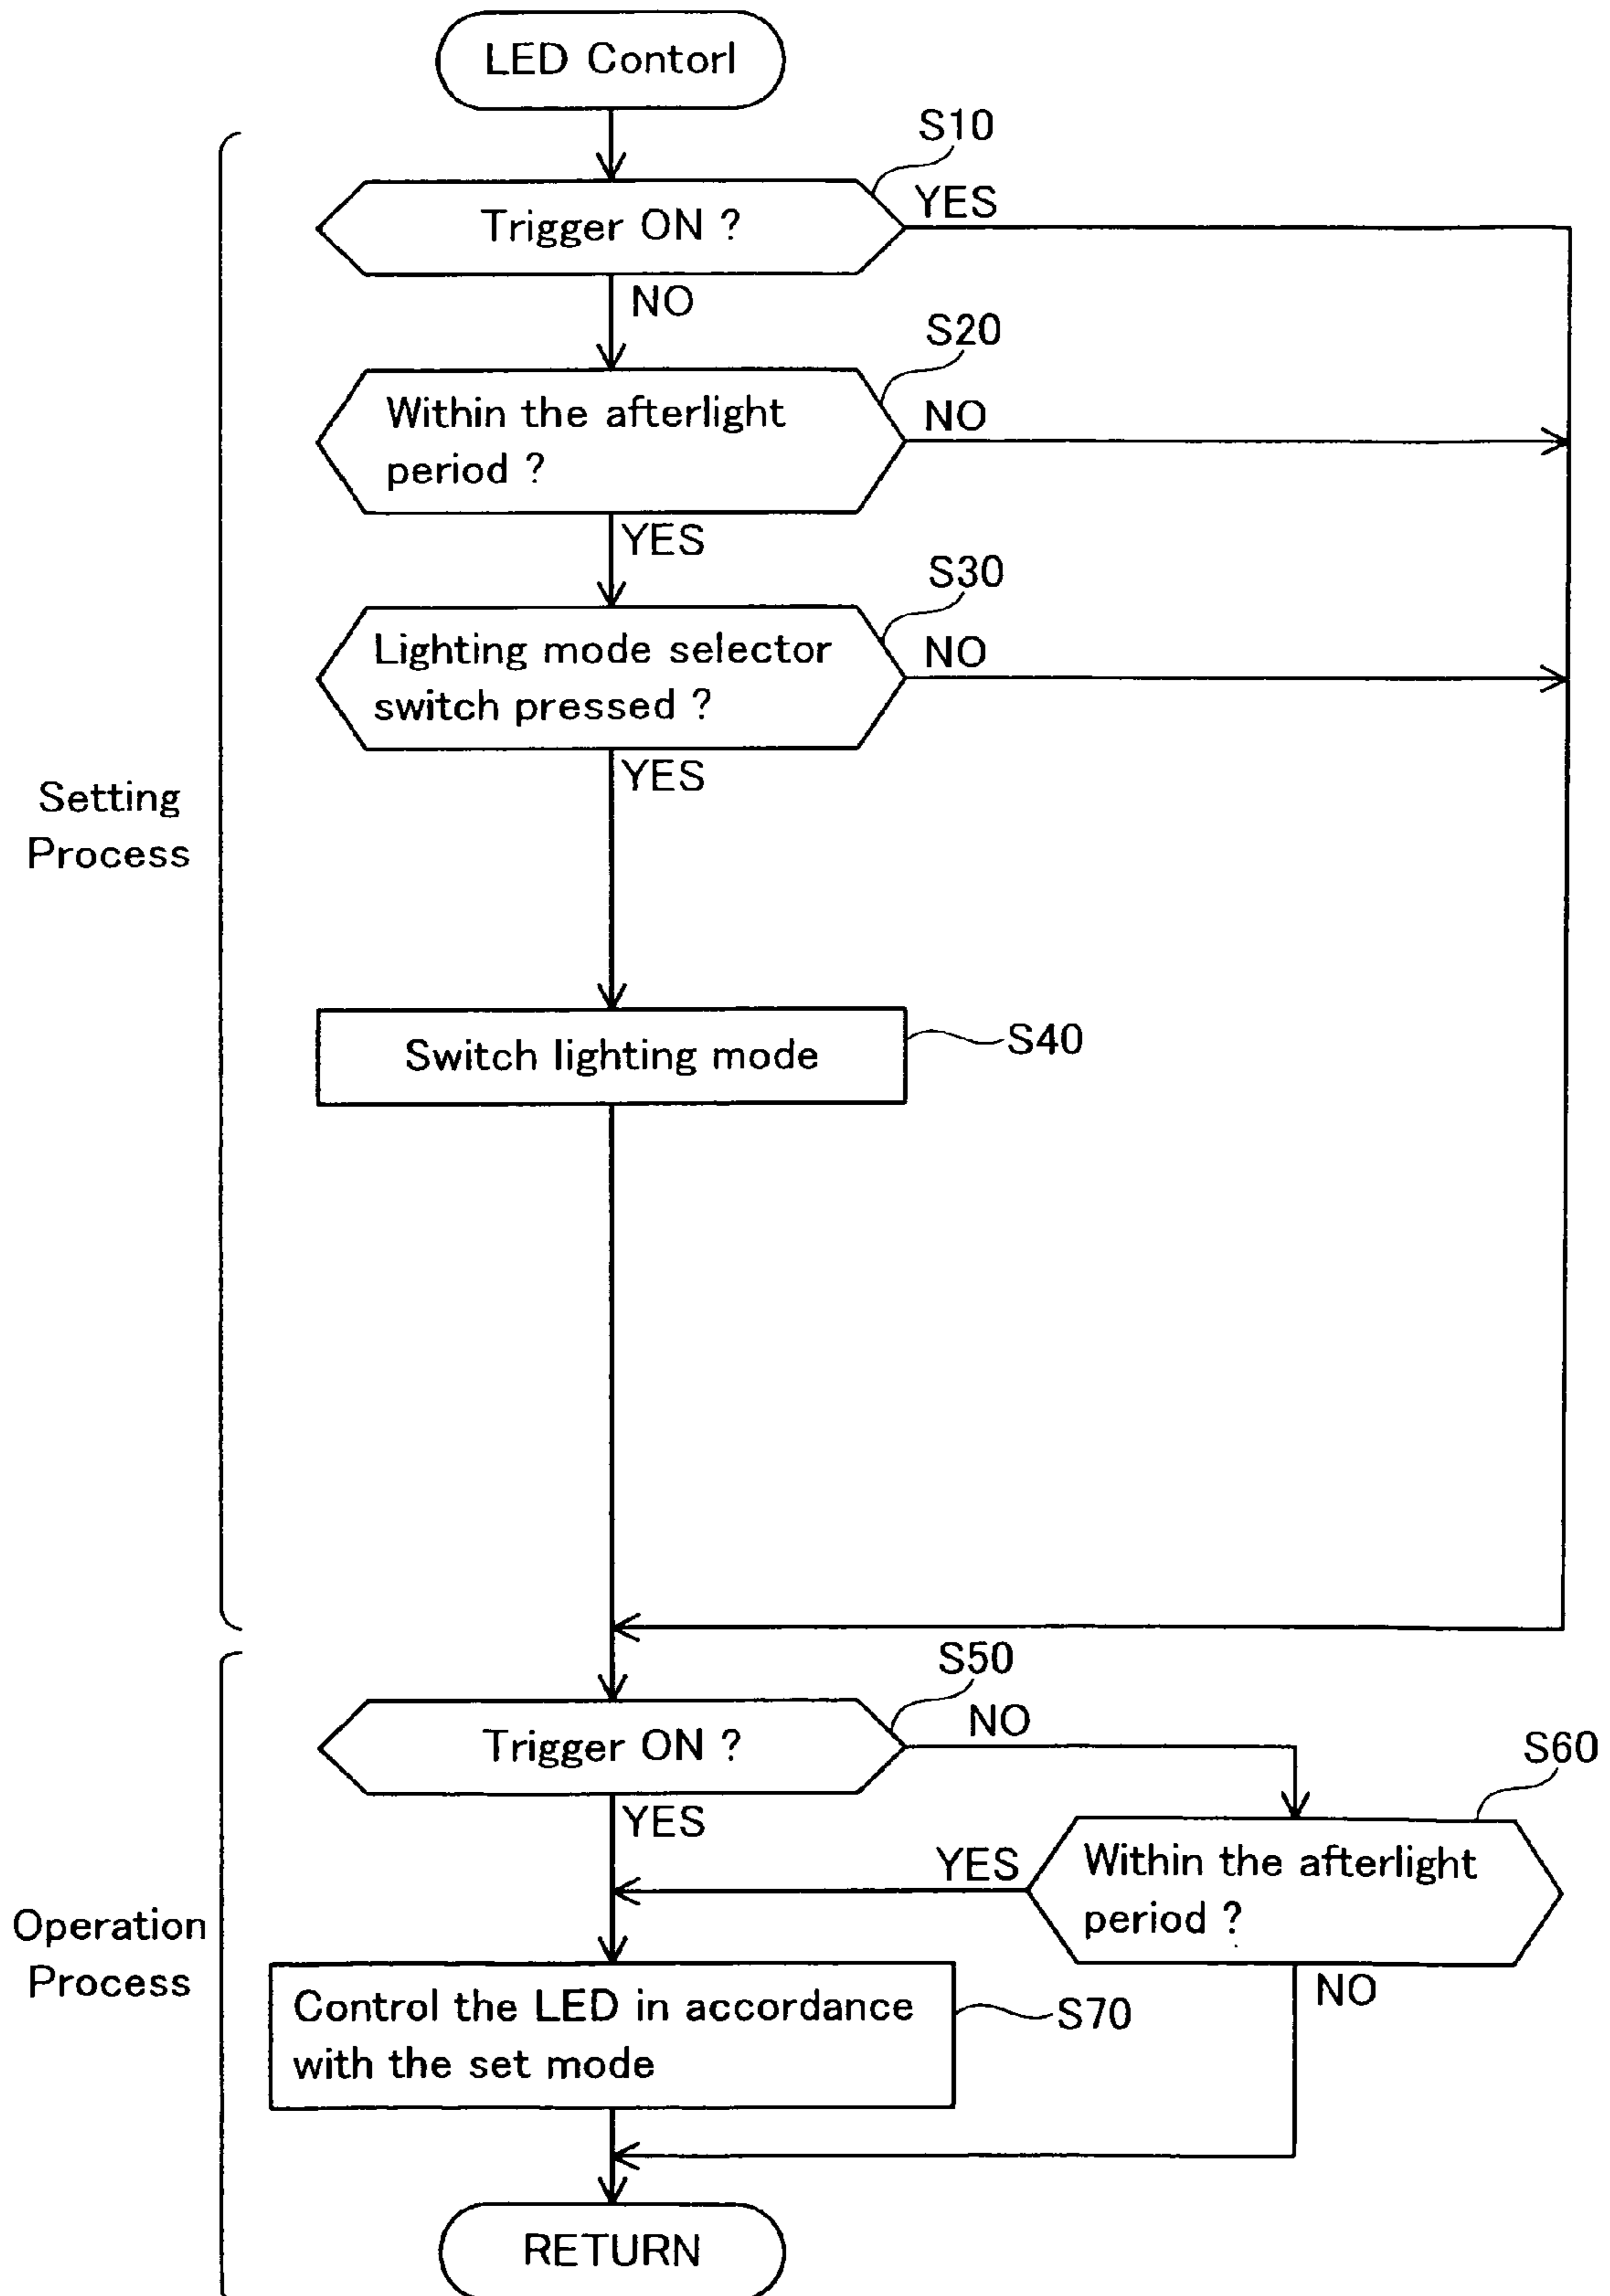 LED Contorl
S10
Trigger ON ?
YES
NO
S20
Within the afterlight
period ?
NO
YES
S30
Lighting mode selector
switch pressed ?
NO
YES
Setting
Process
Switch lighting mode
S40
S50
Trigger ON ?
NO
S60
YES
Within the afterlight
period ?
YES
Operation
Process
NO
Control the LED in accordance
with the set mode
S70
RETURN